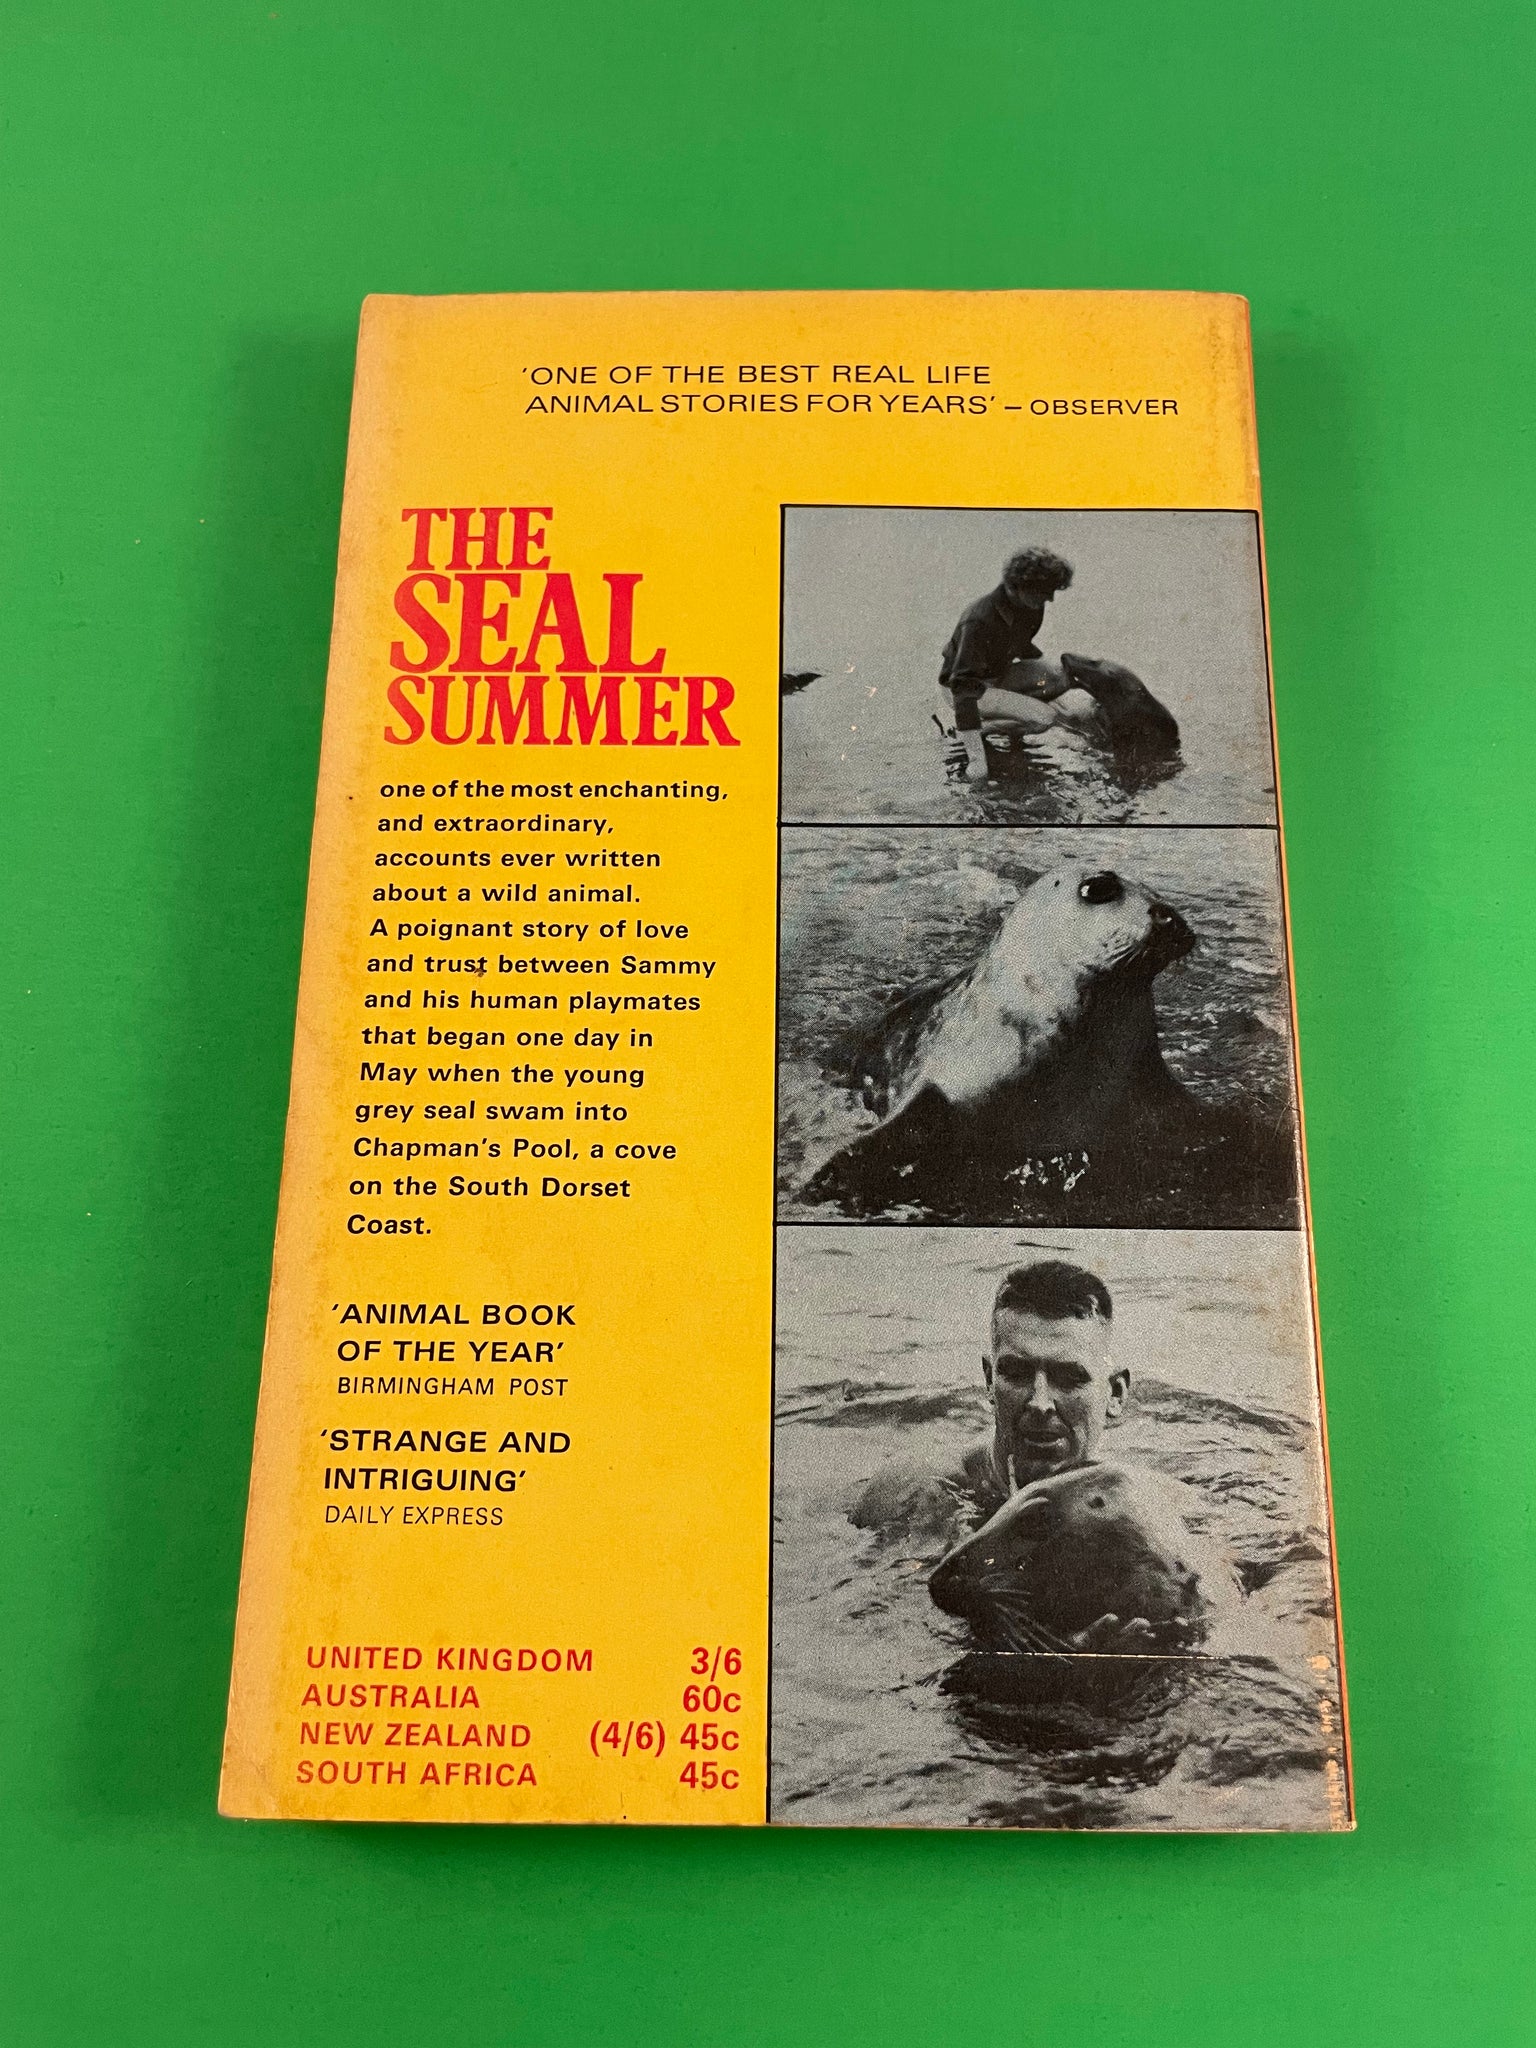 'ONE OF THE BEST REAL LIFE
ANIMAL STORIES FOR YEARS' – OBSERVER
THE
SEAL
SUMMER
one of the most enchanting,
and extraordinary,
accounts ever written
about a wild animal.
A poignant story of love
and trust between Sammy
and his human playmates
that began one day in
May when the young
grey seal swam into
Chapman's Pool, a cove
on the South Dorset
Coast.
'ANIMAL BOOK
OF THE YEAR'
BIRMINGHAM POST
'STRANGE AND
INTRIGUING'
DAILY EXPRESS
UNITED KINGDOM 3/6
AUSTRALIA 60c
NEW ZEALAND (4/6) 45c
SOUTH AFRICA 45c